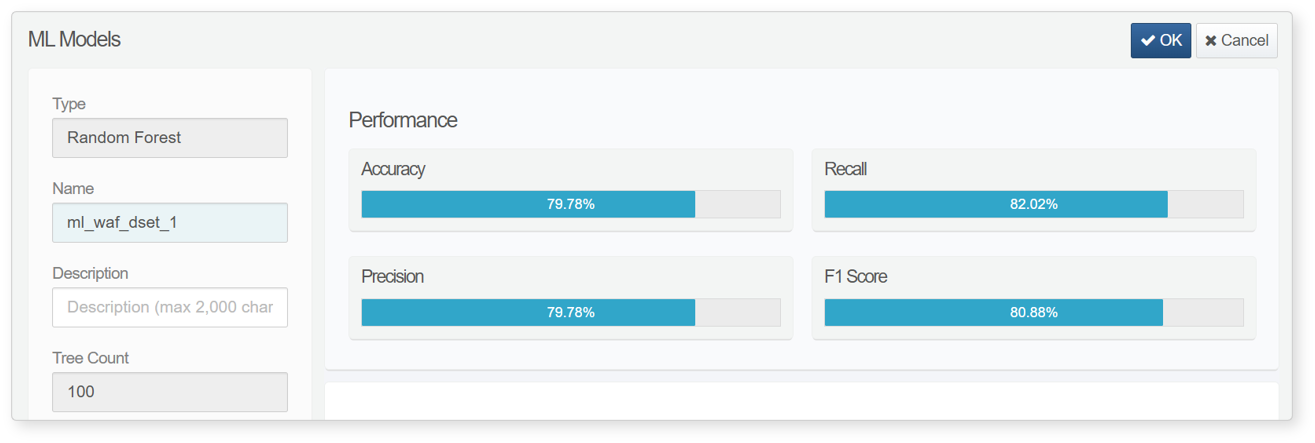 ML Models
OK
Cancel
Type
Random Forest
Name
ml_waf_dset_1
Description
Description (max 2,000 char
Tree Count
100
Performance
Accuracy
79.78%
Recall
82.02%
Precision
79.78%
F1 Score
80.88%